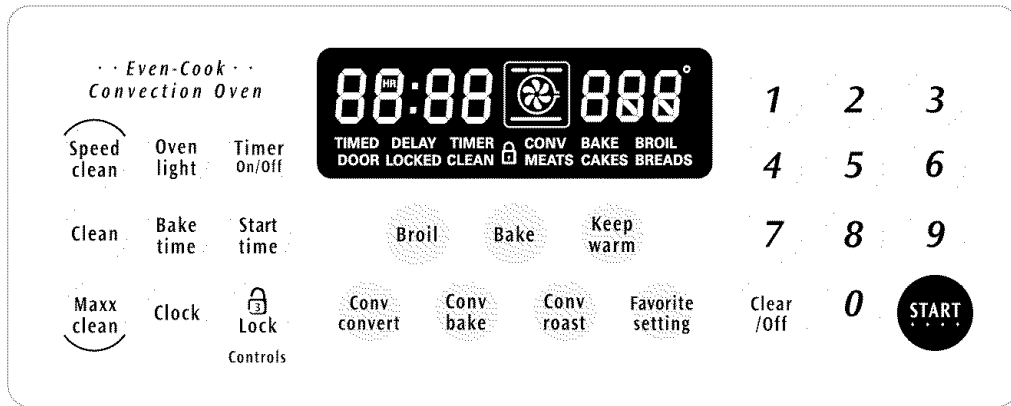 · · Even-Cook · ·
Convection Oven
Speed
clean
Oven
light
Timer
On/Off
Clean
Bake
time
Start
time
Maxx
clean
Clock
3
Lock
Controls
88:88 888°
HR
TIMED DELAY TIMER CONV BAKE BROIL
DOOR LOCKED CLEAN MEATS CAKES BREADS
Broil
Bake
Keep
warm
Conv
convert
Conv
bake
Conv
roast
Favorite
setting
1 2 3
4 5 6
7 8 9
Clear
/Off
0
START